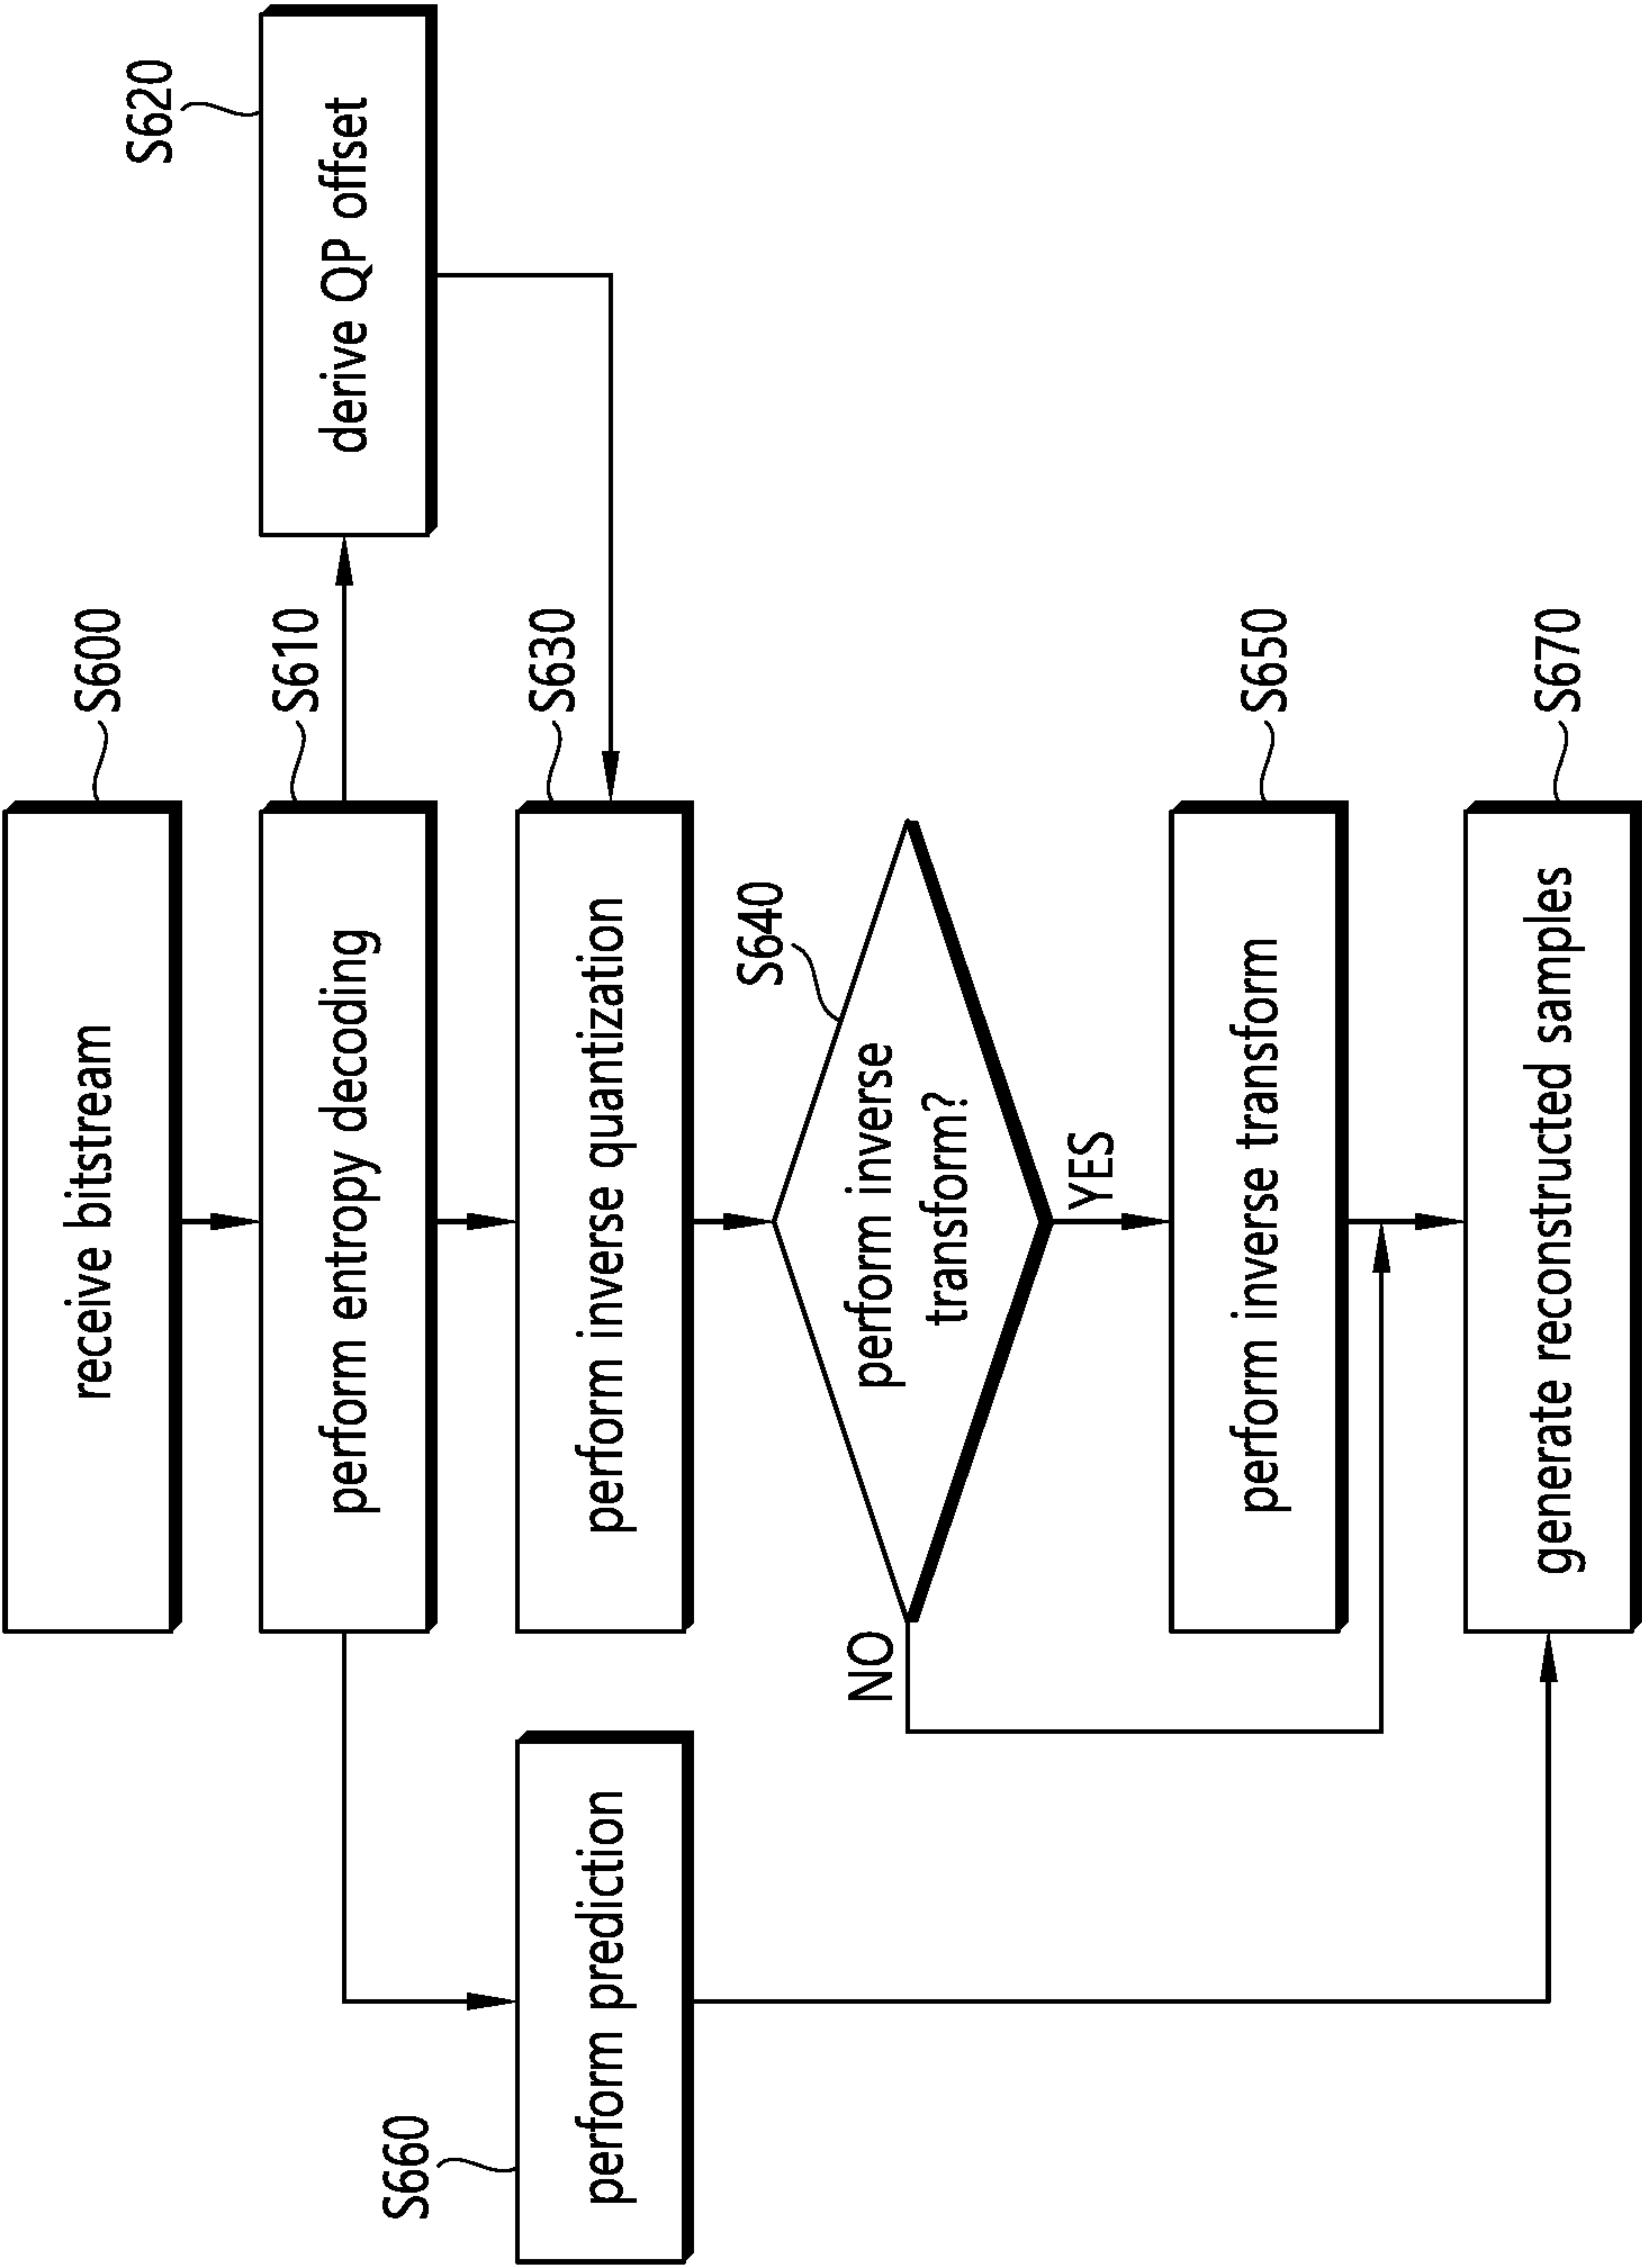 receive bitstream
S600
perform entropy decoding
S610
derive QP offset
S620
perform inverse quantization
S630
perform inverse
transform?
S640
YES
NO
perform inverse transform
S650
perform prediction
S660
generate reconstructed samples
S670